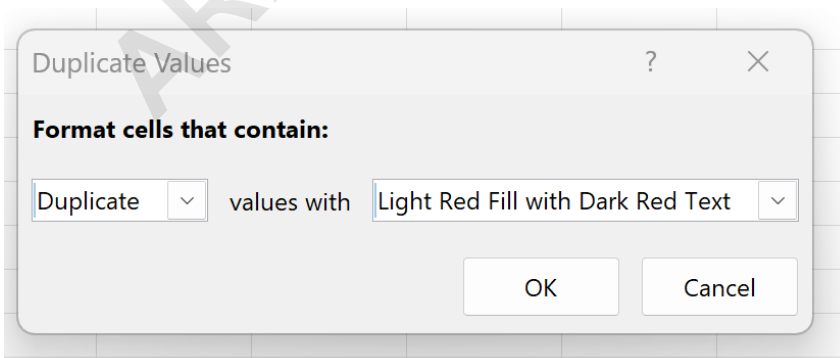 Duplicate Values ?
Format cells that contain:
Duplicate values with Light Red Fill with Dark Red Text
OK Cancel